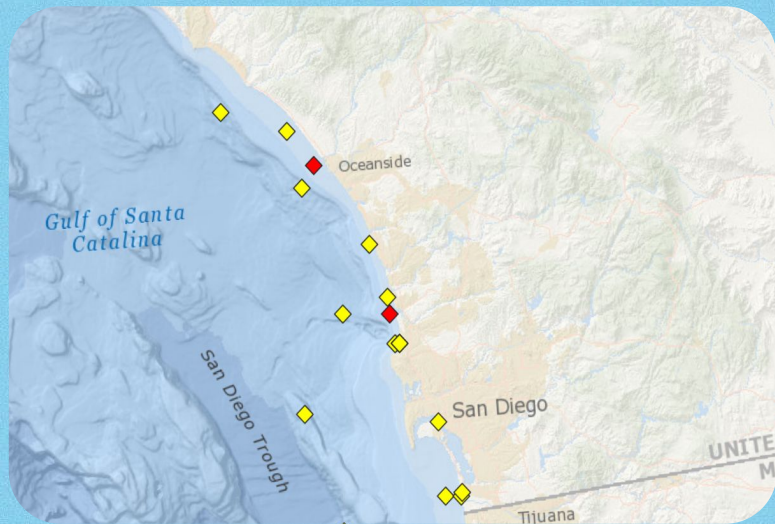 Oceanside
Gulf of Santa
Catalina
San Diego Trough
San Diego
UNITE
M
Tijuana